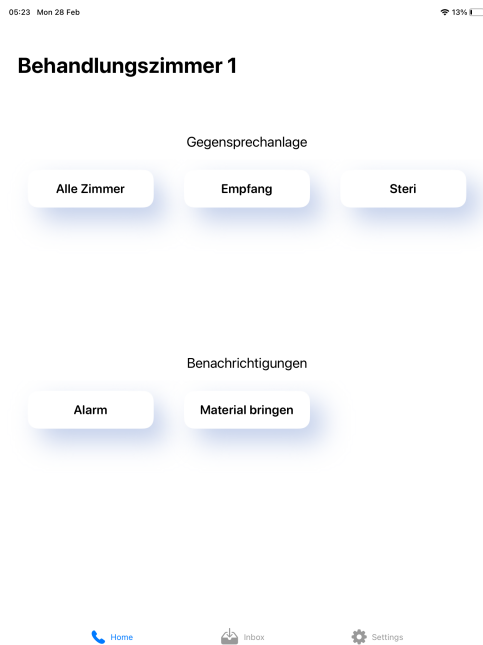 05:23 Mon 28 Feb 13%
Behandlungszimmer 1
Gegensprechanlage
Alle Zimmer Empfang Steri
Benachrichtigungen
Alarm Material bringen
Home Inbox Settings